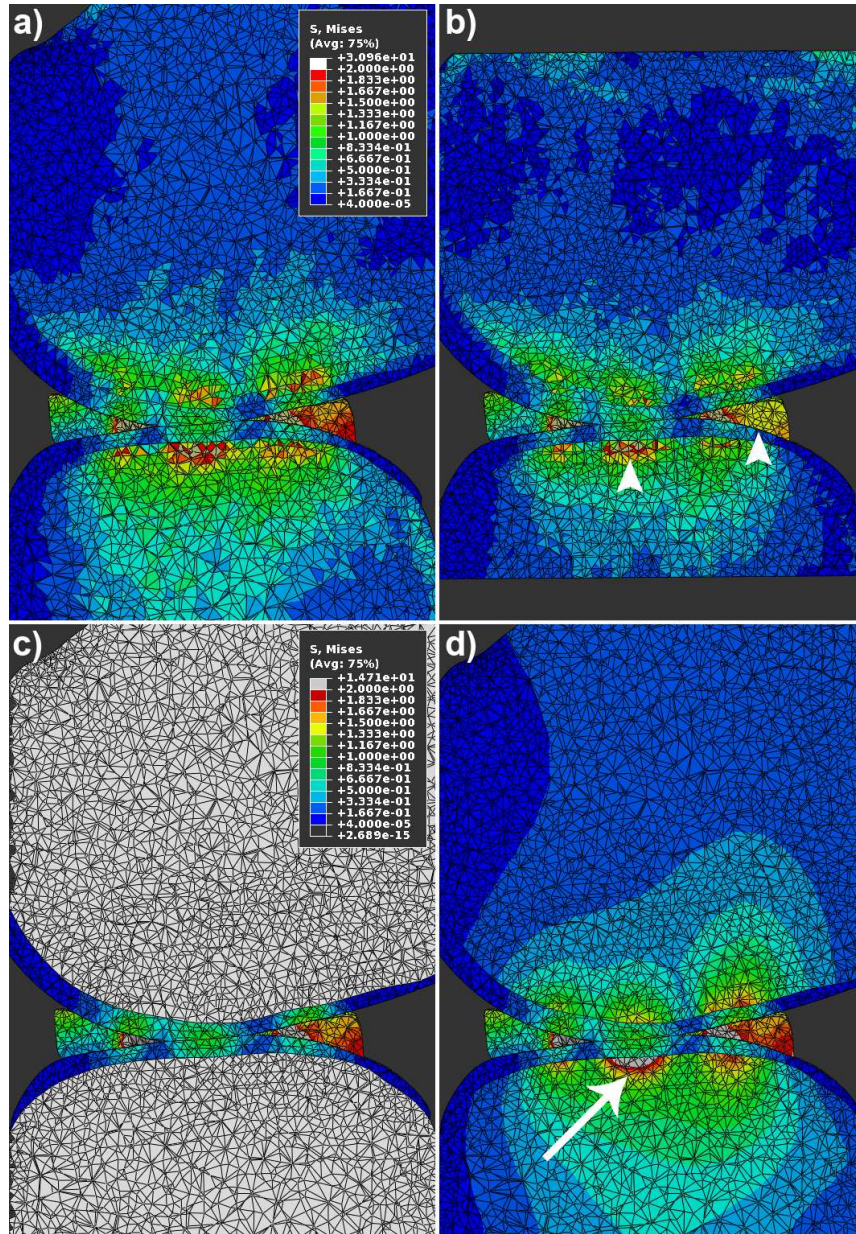 a)
S, Mises
(Avg: 75%)
+3.096e+01
+2.000e+00
+1.833e+00
+1.667e+00
+1.500e+00
+1.333e+00
+1.167e+00
+1.000e+00
+8.334e-01
+6.667e-01
+5.000e-01
+3.334e-01
+1.667e-01
+4.000e-05
b)
c)
S, Mises
(Avg: 75%)
+1.471e+01
+2.000e+00
+1.833e+00
+1.667e+00
+1.500e+00
+1.333e+00
+1.167e+00
+1.000e+00
+8.334e-01
+6.667e-01
+5.000e-01
+3.334e-01
+1.667e-01
+4.000e-05
+2.689e-15
d)